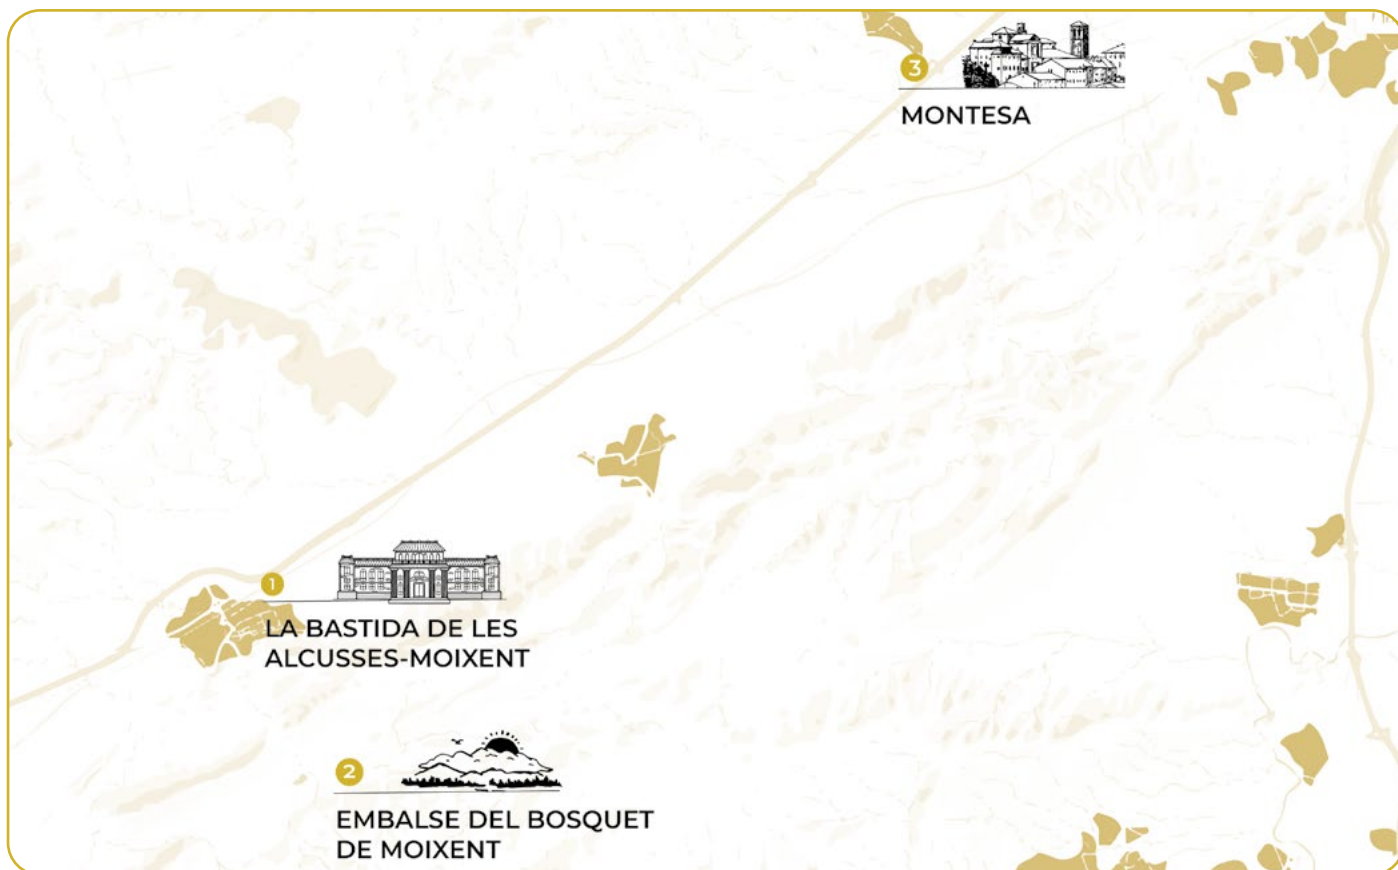 3
MONTESA
1
LA BASTIDA DE LES
ALCUSSES-MOIXENT
2
EMBALSE DEL BOSQUET
DE MOIXENT